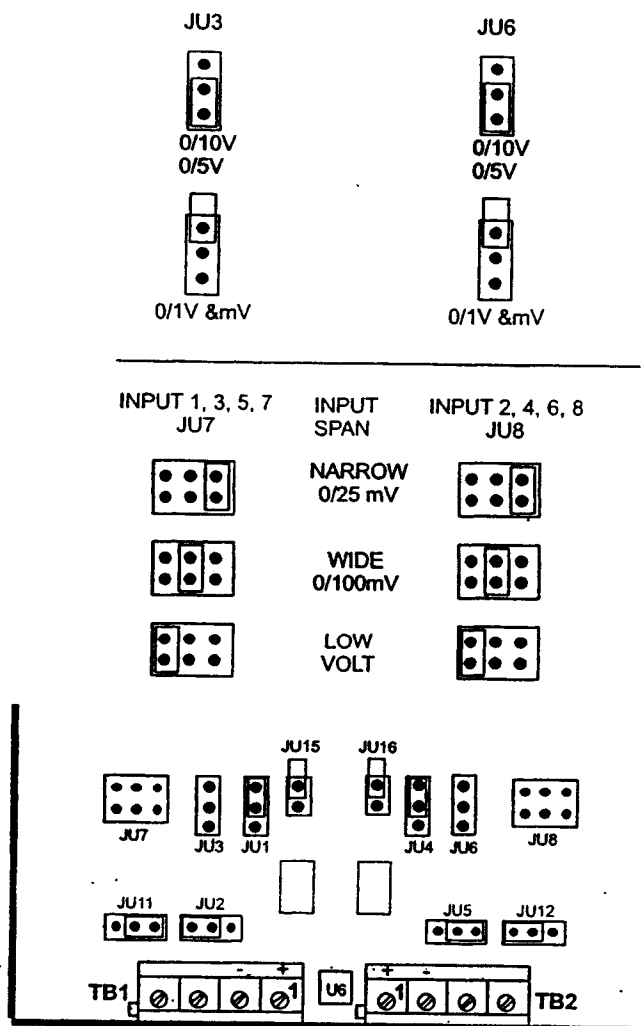 JU3 JU6
0/10V 0/10V
0/5V 0/5V
0/1V &mV 0/1V &mV
INPUT 1, 3, 5, 7 INPUT INPUT 2, 4, 6, 8
JU7 SPAN JU8
NARROW
0/25 mV
WIDE
0/100mV
LOW
VOLT
JU15 JU16
JU7 JU3 JU1 JU4 JU6 JU8
JU11 JU2 JU5 JU12
- + + -
TB1 1 U6 1 TB2